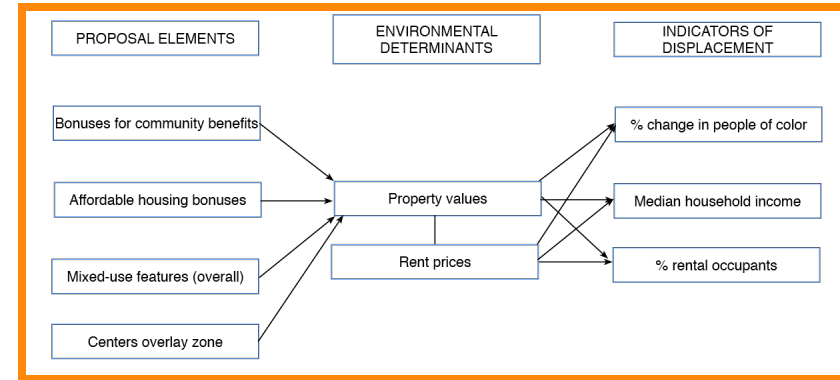 PROPOSAL ELEMENTS
ENVIRONMENTAL
DETERMINANTS
INDICATORS OF
DISPLACEMENT
Bonuses for community benefits
Affordable housing bonuses
Mixed-use features (overall)
Centers overlay zone
Property values
Rent prices
% change in people of color
Median household income
% rental occupants